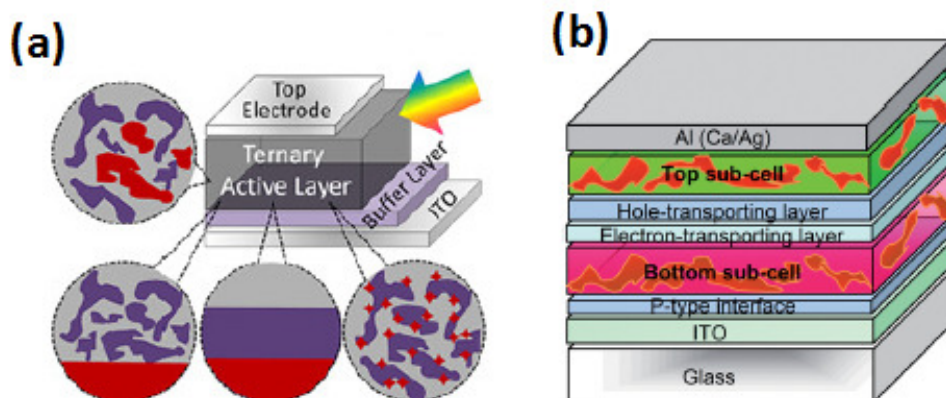 (a)
Top
Electrode
Ternary
Active Layer
Buffer Layer
ITO
(b)
Al (Ca/Ag)
Top sub-cell
Hole-transporting layer
Electron-transporting layer
Bottom sub-cell
P-type interface
ITO
Glass